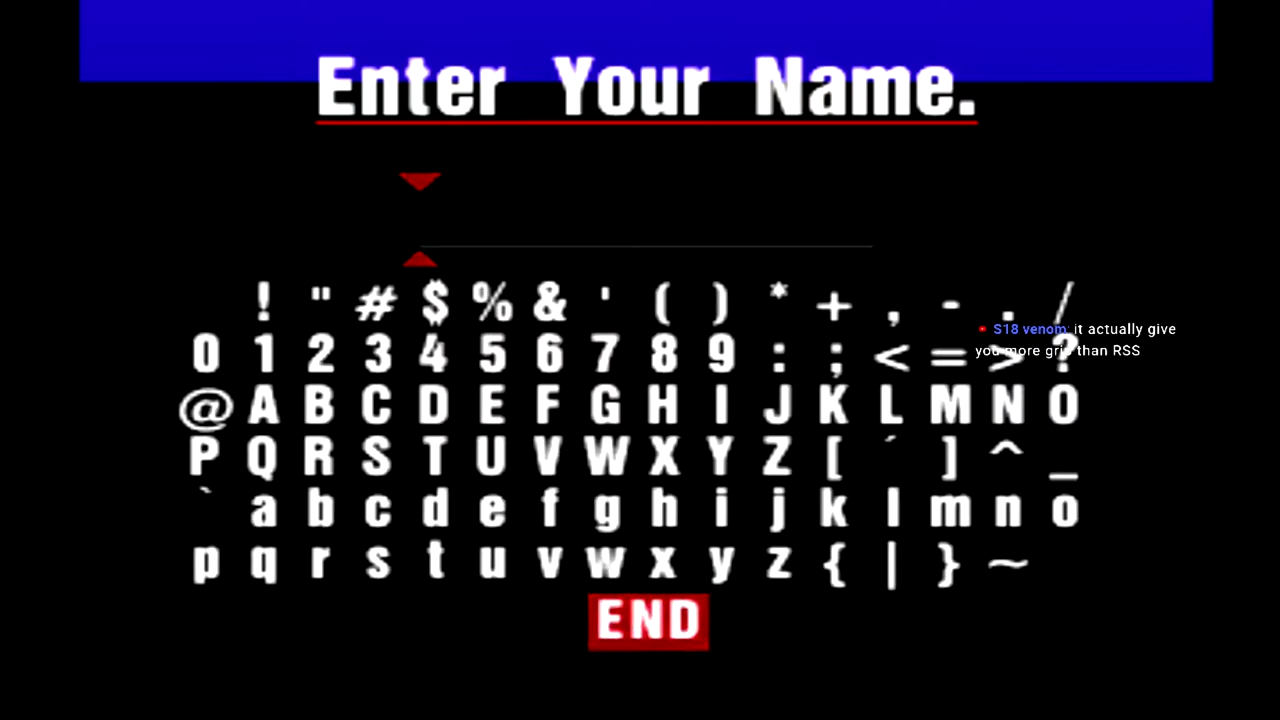 Enter Your Name.
! " # $ % & ' ( ) * + , - . /
0 1 2 3 4 5 6 7 8 9 : ; < = > ?
@ A B C D E F G H I J K L M N O
P Q R S T U V W X Y Z [ ´ ] ^ _
` a b c d e f g h i j k l m n o
p q r s t u v w x y z { | } ~
END
S18 venom: it actually give
you more grip than RSS